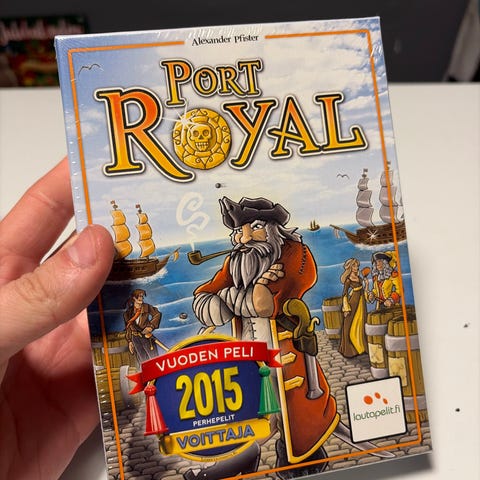 Alexander Pfister
PORT
ROYAL
VUODEN PELI
2015
PERHEPELIT
VOITTAJA
lautapelit.fi